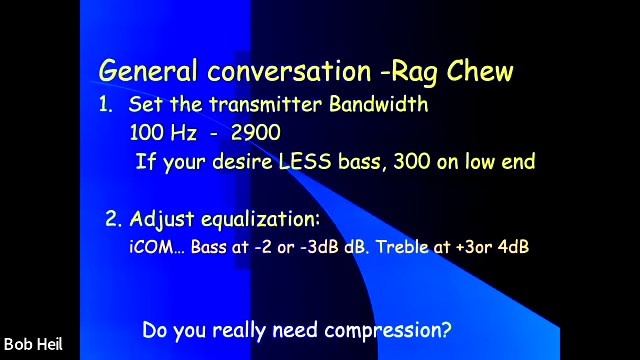 General conversation -Rag Chew
1. Set the transmitter Bandwidth
100 Hz - 2900
If your desire LESS bass, 300 on low end
2. Adjust equalization:
iCOM... Bass at -2 or -3dB dB. Treble at +3or 4dB
Do you really need compression?
Bob Heil